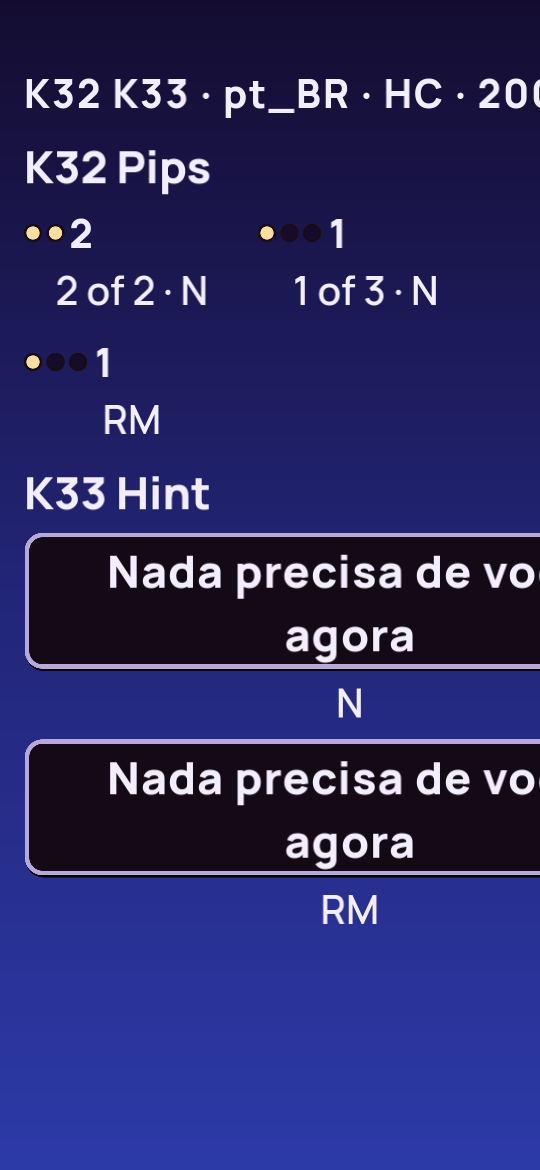 K32 K33 · pt_BR · HC · 200
K32 Pips
2 1
2 of 2 · N 1 of 3 · N
1
RM
K33 Hint
Nada precisa de
agora
N
Nada precisa de
agora
RM